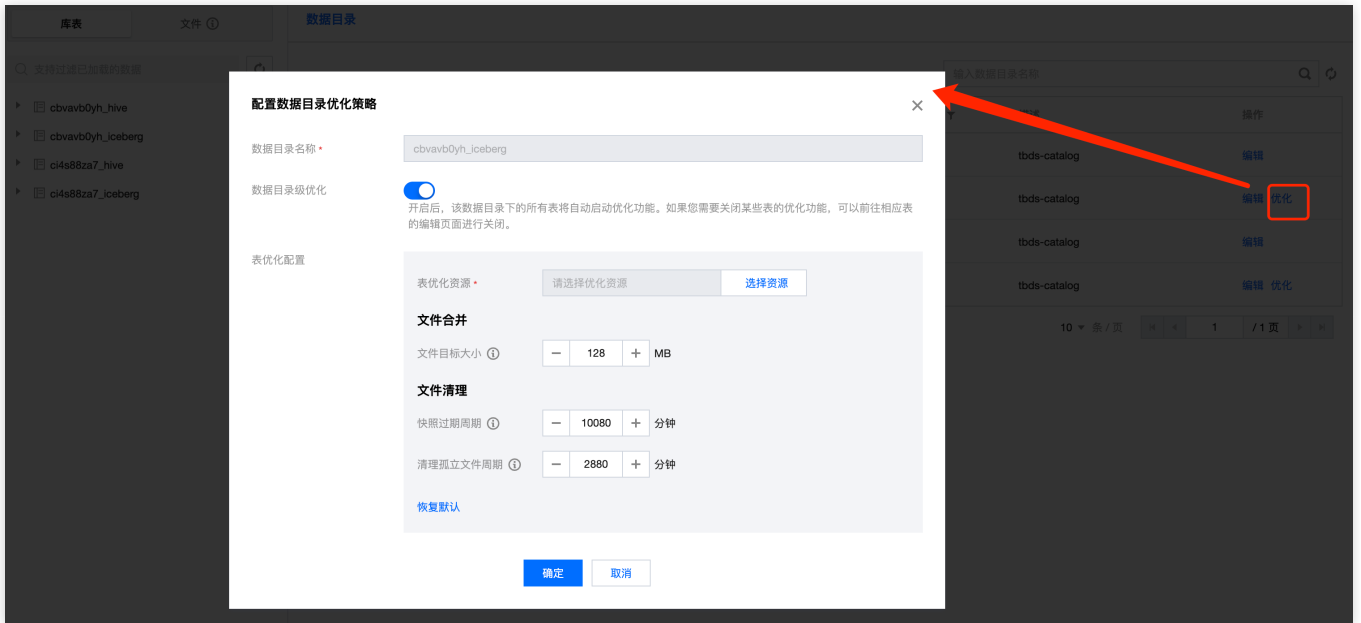 库表
文件
数据目录
支持过滤已加载的数据
输入数据目录名称
cbvavb0yh_hive
cbvavb0yh_iceberg
ci4s88za7_hive
ci4s88za7_iceberg
配置数据目录优化策略
数据目录名称 *
cbvavb0yh_iceberg
数据目录级优化
开启后，该数据目录下的所有表将自动启动优化功能。如果您需要关闭某些表的优化功能，可以前往相应表
的编辑页面进行关闭。
表优化配置
表优化资源 *
请选择优化资源
选择资源
文件合并
文件目标大小
128
MB
文件清理
快照过期周期
10080
分钟
清理孤立文件周期
2880
分钟
恢复默认
确定
取消
操作
tbds-catalog
编辑
tbds-catalog
编辑 优化
tbds-catalog
编辑
tbds-catalog
编辑 优化
10 条 / 页
1
/ 1 页